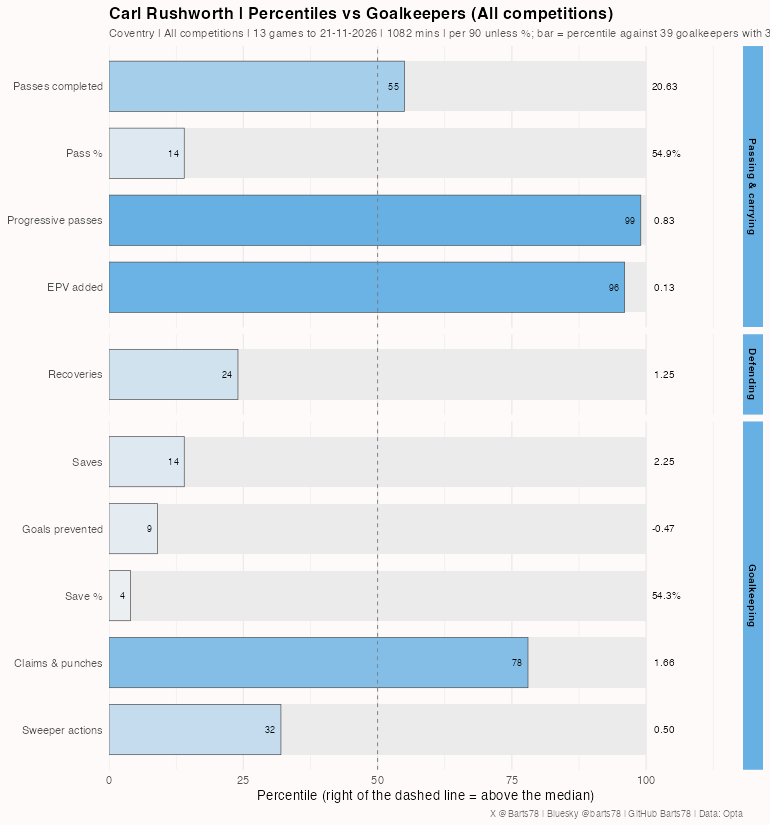 Carl Rushworth | Percentiles vs Goalkeepers (All competitions)
Coventry | All competitions | 13 games to 21-11-2026 | 1082 mins | per 90 unless %; bar = percentile against 39 goalkeepers with 3
Passes completed 55 20.63
Pass % 14 54.9%
Progressive passes 99 0.83
EPV added 96 0.13
Passing & carrying
Recoveries 24 1.25
Defending
Saves 14 2.25
Goals prevented 9 -0.47
Save % 4 54.3%
Claims & punches 78 1.66
Sweeper actions 32 0.50
Goalkeeping
0 25 50 75 100
Percentile (right of the dashed line = above the median)
X @Barts78 | Bluesky @barts78 | GitHub Barts78 | Data: Opta